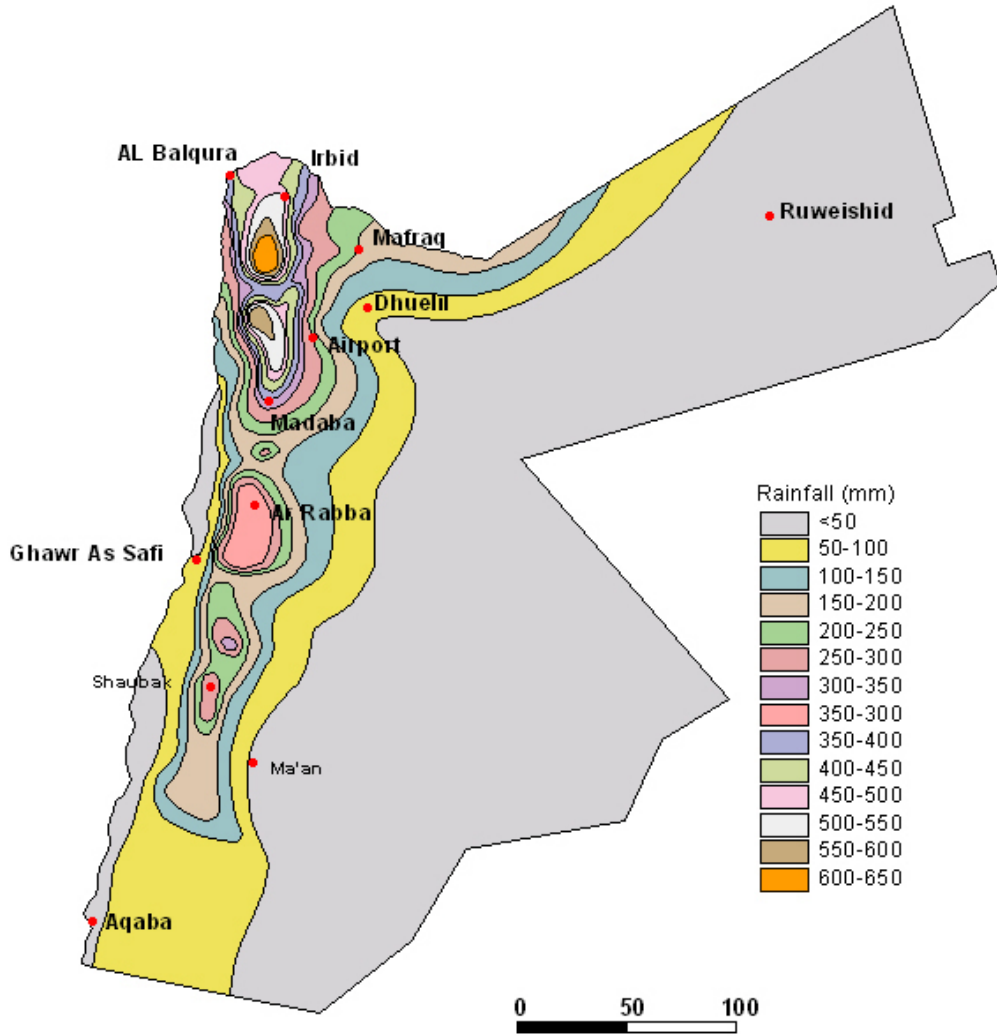 AL Balqura
Irbid
Ruweishid
Mafraq
Dhuelil
Airport
Madaba
Ar Rabba
Ghawr As Safi
Shaubak
Ma'an
Aqaba
Rainfall (mm)
<50
50-100
100-150
150-200
200-250
250-300
300-350
350-300
350-400
400-450
450-500
500-550
550-600
600-650
0 50 100